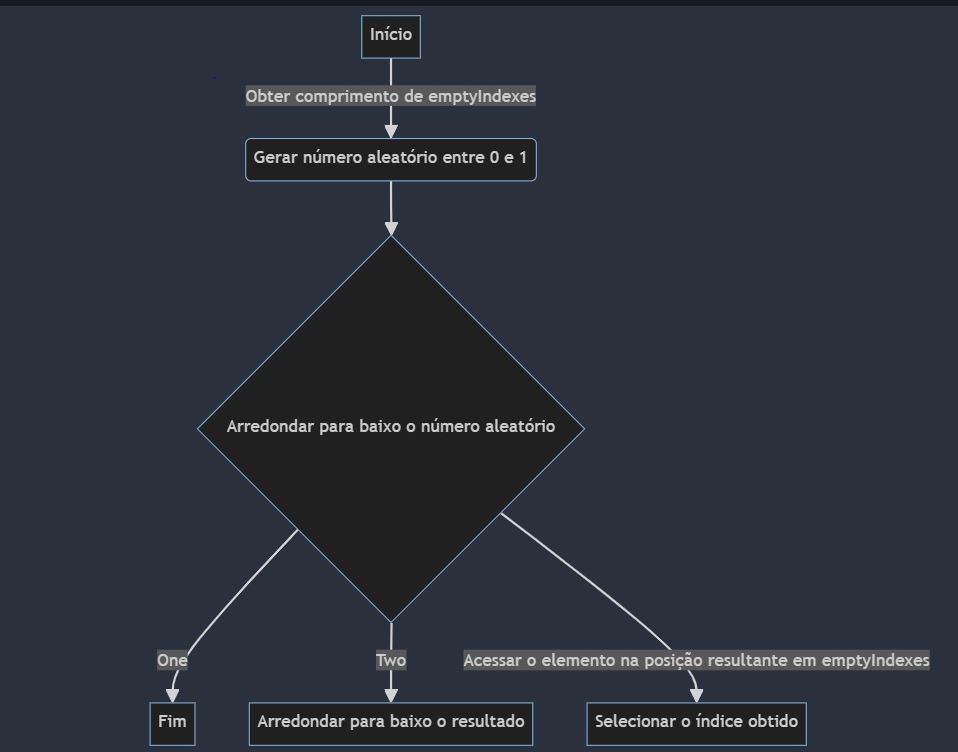 Início
Obter comprimento de emptyIndexes
Gerar número aleatório entre 0 e 1
Arredondar para baixo o número aleatório
One
Two
Acessar o elemento na posição resultante em emptyIndexes
Fim
Arredondar para baixo o resultado
Selecionar o índice obtido